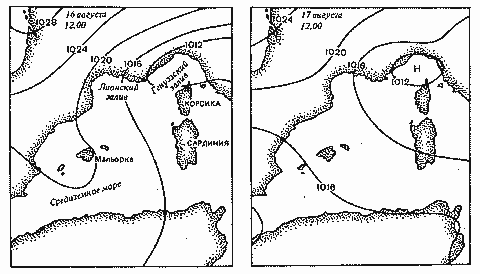 16 августа
12.00
1028
1024
1020
1016
1012
Лионский
залив
Генуэзский
залив
КОРСИКА
САРДИНИЯ
Мальорка
Средиземное море
17 августа
12.00
1024
1020
1016
Н
1012
1016